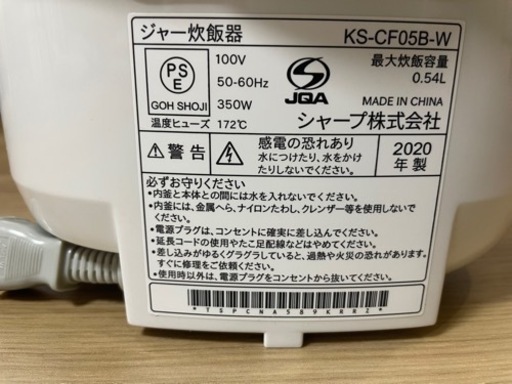 ジャー炊飯器
KS-CF05B-W
PS
E
GOH SHOJI
100V
50-60Hz
350W
温度ヒューズ 172℃
JQA
最大炊飯容量
0.54L
MADE IN CHINA
シャープ株式会社
警告
感電の恐れあり
水につけたり、水をかけ
たりしないでください。
2020
年製
必ずお守りください
•内釜と本体との間には水を入れないでください。
•内釜には、金属へら、ナイロンたわし、クレンザー等を使用しないで
ください。
•電源プラグは、コンセントに確実に差し込んでください。
•延長コードの使用やたこ足配線などはやめてください。
•差し込みがゆるくグラグラしていると、過熱や火災の恐れがあります。
すぐに修理をご依頼ください。
•使用時以外は、電源プラグをコンセントから抜いてください。
*TSPCNA589KRRZ*